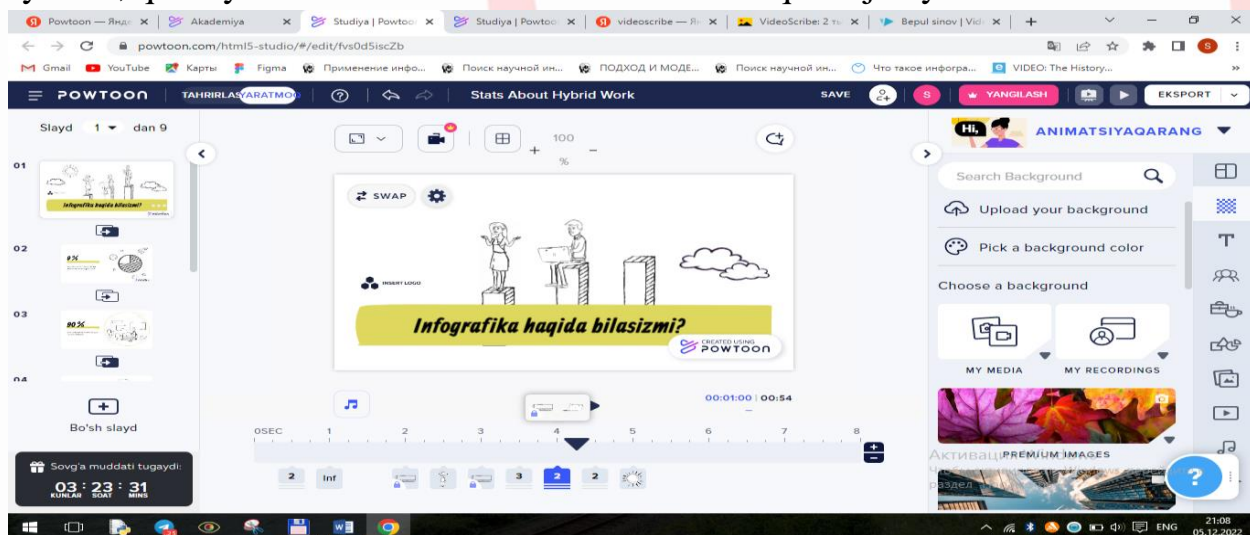 Powtoon — Янде
Akademiya
Studiya | Powtoo
Studiya | Powtoo
videoscribe — Ян
VideoScribe: 2 ты
Bepul sinov | Vid
powtoon.com/html5-studio/#/edit/fvs0d5iscZb
Gmail YouTube Карты Figma Применение инфо... Поиск научной ин... ПОДХОД И МОДЕ... Поиск научной ин... Что такое инфогра... VIDEO: The History... »
POWTOON TAHRIRLASH YARATMOQ Stats About Hybrid Work SAVE S YANGILASH EKSPORT
Slayd 1 dan 9
100
%
Hi, ANIMATSIYAQARANG
01
Infografika haqida bilasizmi?
02
03
90 %
04
Bo'sh slayd
Sovg'a muddati tugaydi:
03 : 23 : 31
KUNLAR SOAT MINS
SWAP
INSERT LOGO
Infografika haqida bilasizmi?
CREATED USING
POWTOON
00:01:00 | 00:54
0SEC 1 2 3 4 5 6 7 8
2 Inf 3 2 2
Search Background
Upload your background
Pick a background color
Choose a background
MY MEDIA MY RECORDINGS
PREMIUM IMAGES
раздел
?
ENG
21:08
05.12.2022